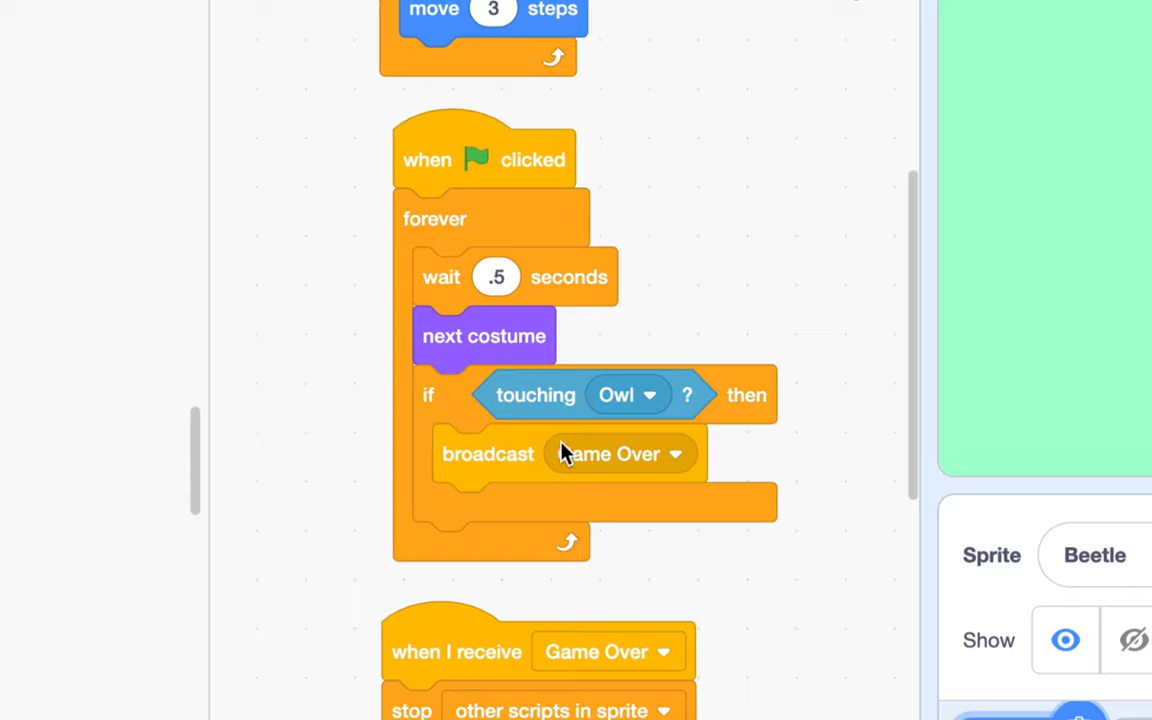 move 3 steps
when clicked
forever
wait .5 seconds
next costume
if touching Owl ? then
broadcast Game Over
when I receive Game Over
stop other scripts in sprite
Sprite Beetle
Show